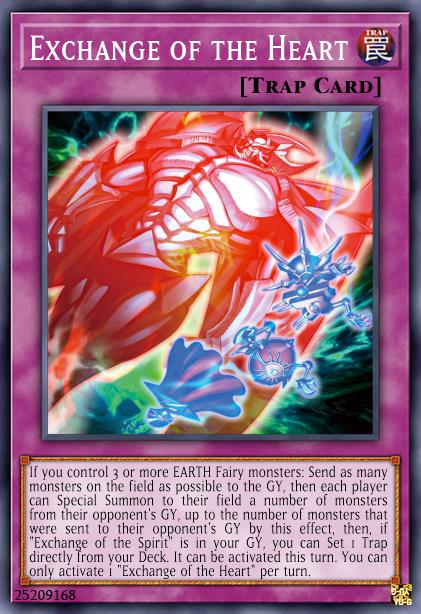 EXCHANGE OF THE HEART
TRAP
罠
[TRAP CARD]
If you control 3 or more EARTH Fairy monsters: Send as many
monsters on the field as possible to the GY, then each player
can Special Summon to their field a number of monsters
from their opponent's GY, up to the number of monsters that
were sent to their opponent's GY by this effect, then, if
"Exchange of the Spirit" is in your GY, you can Set 1 Trap
directly from your Deck. It can be activated this turn. You can
only activate 1 "Exchange of the Heart" per turn.
25209168